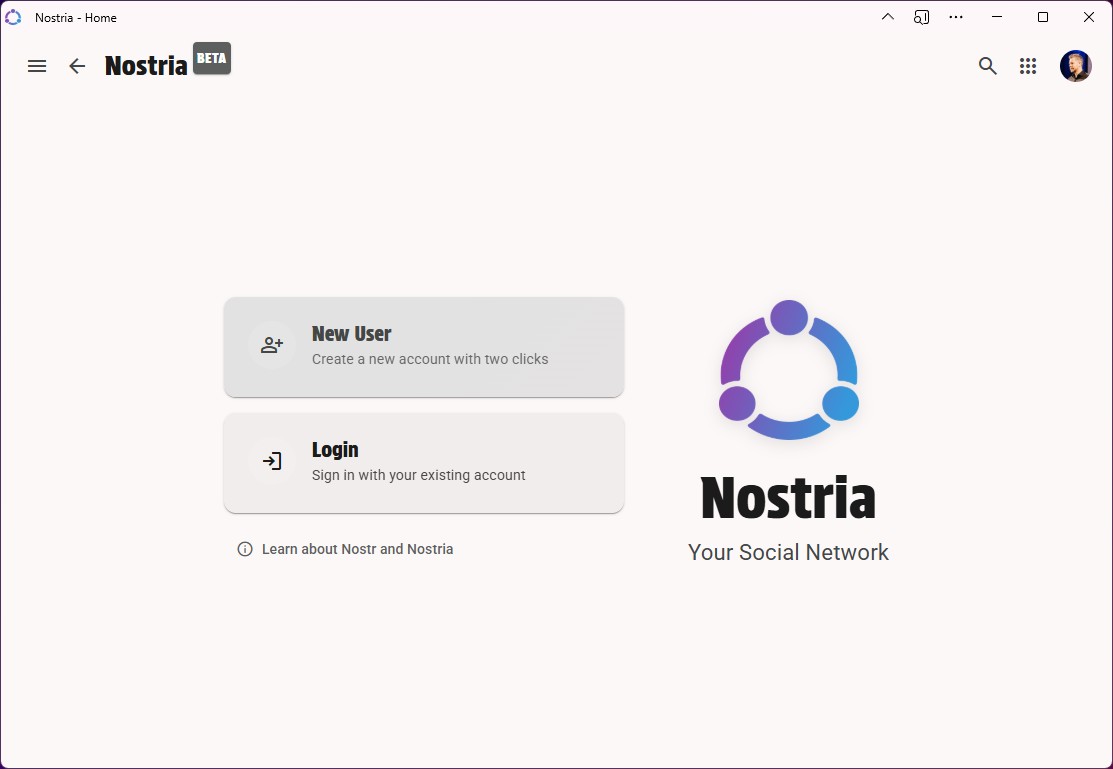 Nostria - Home
Nostria BETA
New User
Create a new account with two clicks
Login
Sign in with your existing account
Learn about Nostr and Nostria
Nostria
Your Social Network